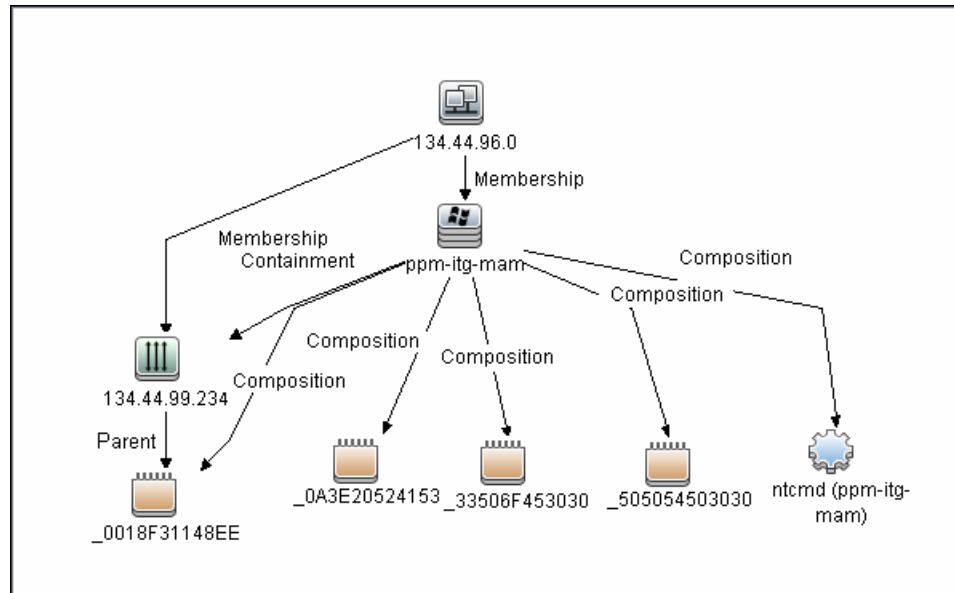 134.44.96.0
Membership
ppm-itg-mam
Membership
Containment
Composition
Composition
Composition
Composition
Composition
134.44.99.234
Parent
_0018F31148EE
_0A3E20524153
_33506F453030
_505054503030
ntcmd (ppm-itg-
mam)